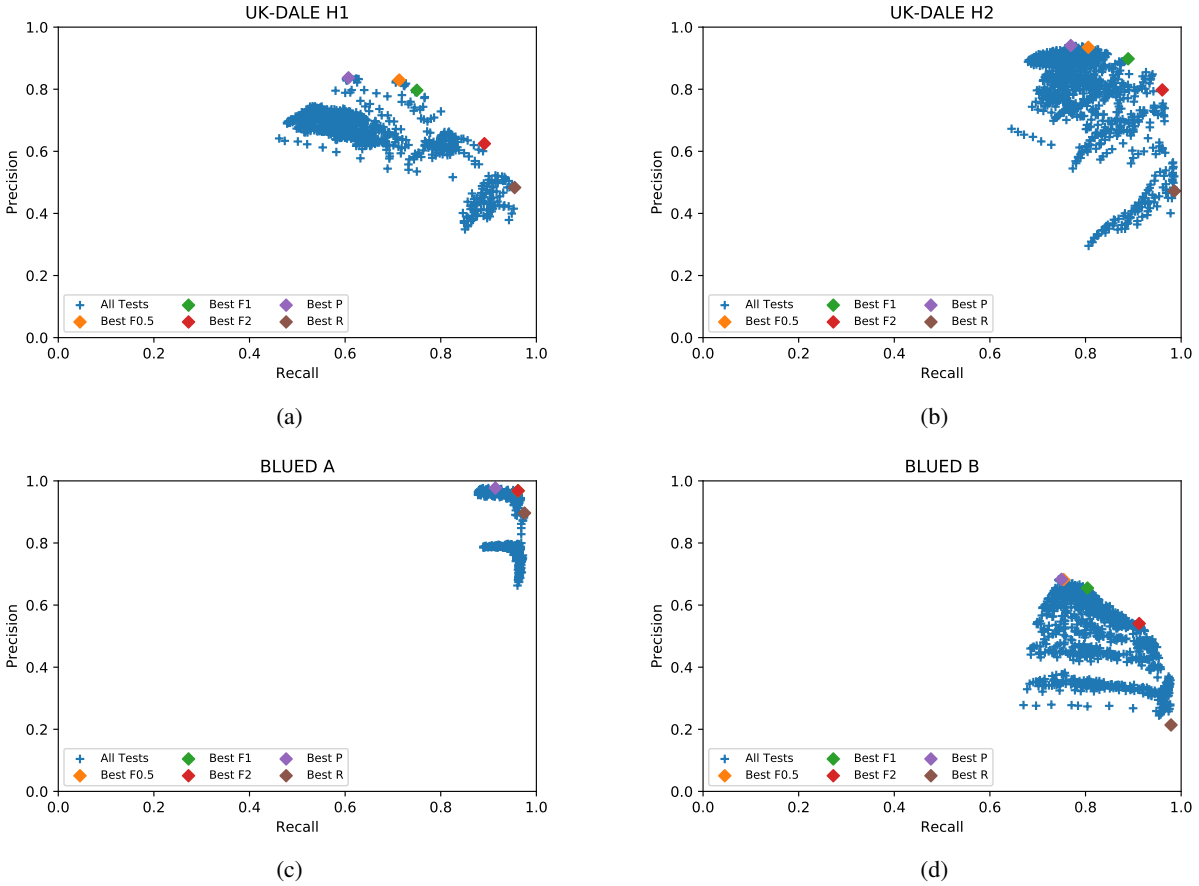 UK-DALE H1
1.0
0.8
0.6
0.4
0.2
0.0
Precision
All Tests Best F1 Best P
Best F0.5 Best F2 Best R
0.0 0.2 0.4 0.6 0.8 1.0
Recall
(a)
UK-DALE H2
1.0
0.8
0.6
0.4
0.2
0.0
Precision
All Tests Best F1 Best P
Best F0.5 Best F2 Best R
0.0 0.2 0.4 0.6 0.8 1.0
Recall
(b)
BLUED A
1.0
0.8
0.6
0.4
0.2
0.0
Precision
All Tests Best F1 Best P
Best F0.5 Best F2 Best R
0.0 0.2 0.4 0.6 0.8 1.0
Recall
(c)
BLUED B
1.0
0.8
0.6
0.4
0.2
0.0
Precision
All Tests Best F1 Best P
Best F0.5 Best F2 Best R
0.0 0.2 0.4 0.6 0.8 1.0
Recall
(d)